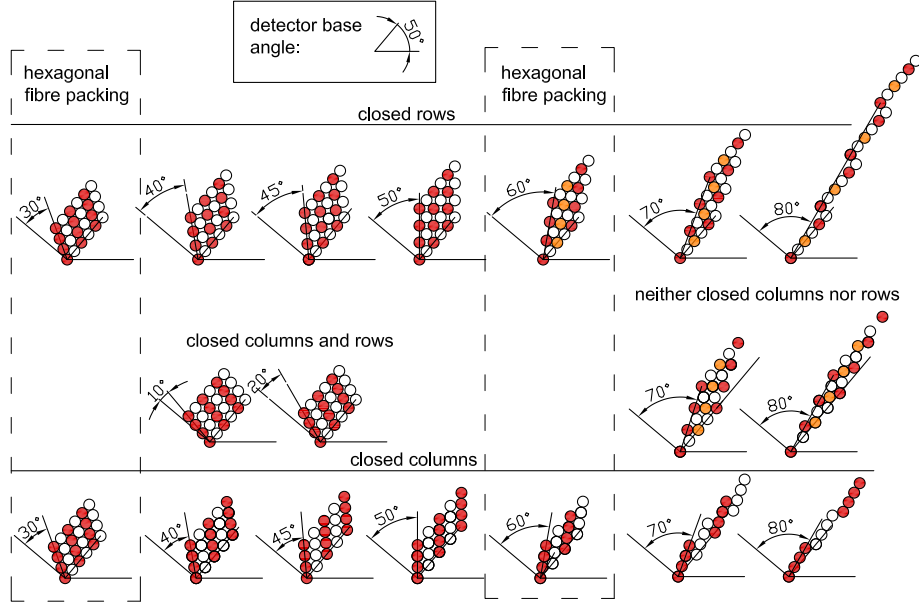 detector base
angle:
50°
hexagonal
fibre packing
hexagonal
fibre packing
closed rows
30°
40°
45°
50°
60°
70°
80°
neither closed columns nor rows
closed columns and rows
10°
20°
70°
80°
closed columns
30°
40°
45°
50°
60°
70°
80°